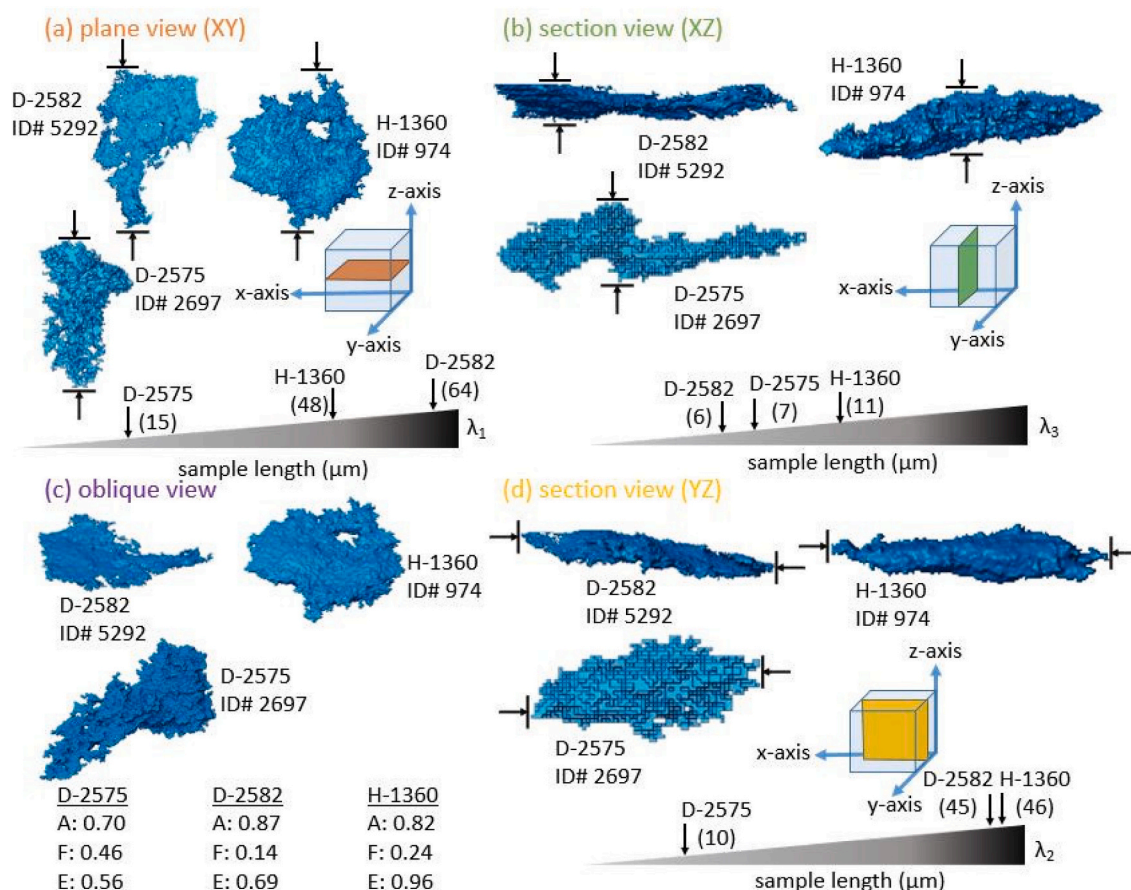 (a) plane view (XY)
D-2582
ID# 5292
H-1360
ID# 974
z-axis
D-2575
ID# 2697
x-axis
y-axis
D-2575
(15)
H-1360
(48)
D-2582
(64)
λ1
sample length (μm)
(b) section view (XZ)
H-1360
ID# 974
D-2582
ID# 5292
z-axis
D-2575
ID# 2697
x-axis
y-axis
D-2582
(6)
D-2575
(7)
H-1360
(11)
λ3
sample length (μm)
(c) oblique view
H-1360
ID# 974
D-2582
ID# 5292
D-2575
ID# 2697
D-2575
A: 0.70
F: 0.46
E: 0.56
D-2582
A: 0.87
F: 0.14
E: 0.69
H-1360
A: 0.82
F: 0.24
E: 0.96
(d) section view (YZ)
D-2582
ID# 5292
H-1360
ID# 974
z-axis
D-2575
ID# 2697
x-axis
y-axis
D-2575
(10)
D-2582
(45)
H-1360
(46)
λ2
sample length (μm)